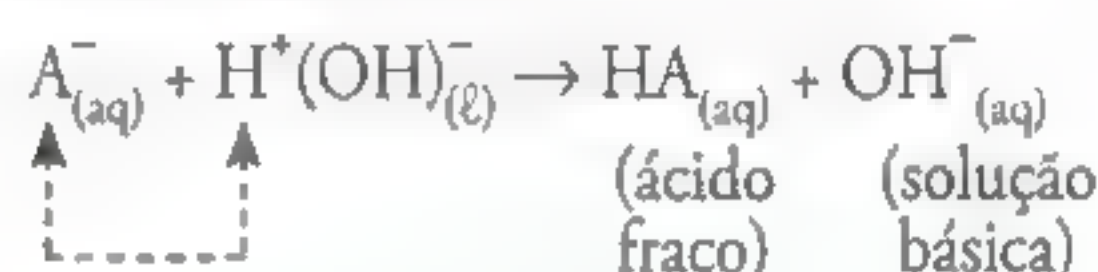 A⁻(aq) + H⁺(OH)⁻(ℓ) → HA(aq) + OH⁻(aq)
(ácido (solução
fraco) básica)